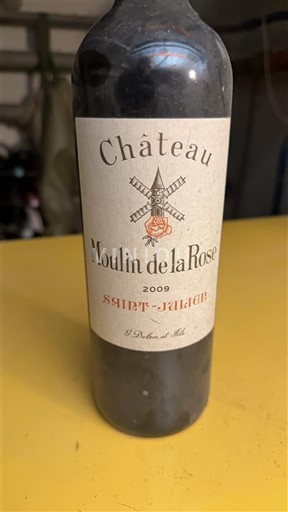 Château
Moulin de la Rose
2009
SAINT-JULIEN
G. Delon et Fils